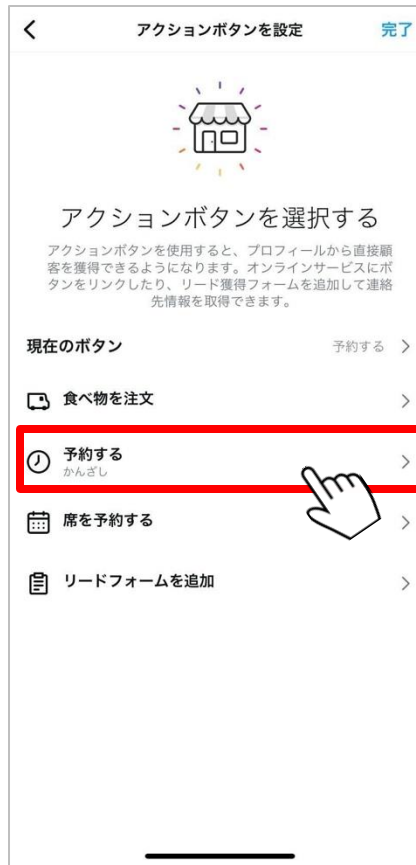 アクションボタンを設定 完了
アクションボタンを選択する
アクションボタンを使用すると、プロフィールから直接顧
客を獲得できるようになります。オンラインサービスにボ
タンをリンクしたり、リード獲得フォームを追加して連絡
先情報を取得できます。
現在のボタン 予約する
食べ物を注文
予約する
かんざし
席を予約する
リードフォームを追加